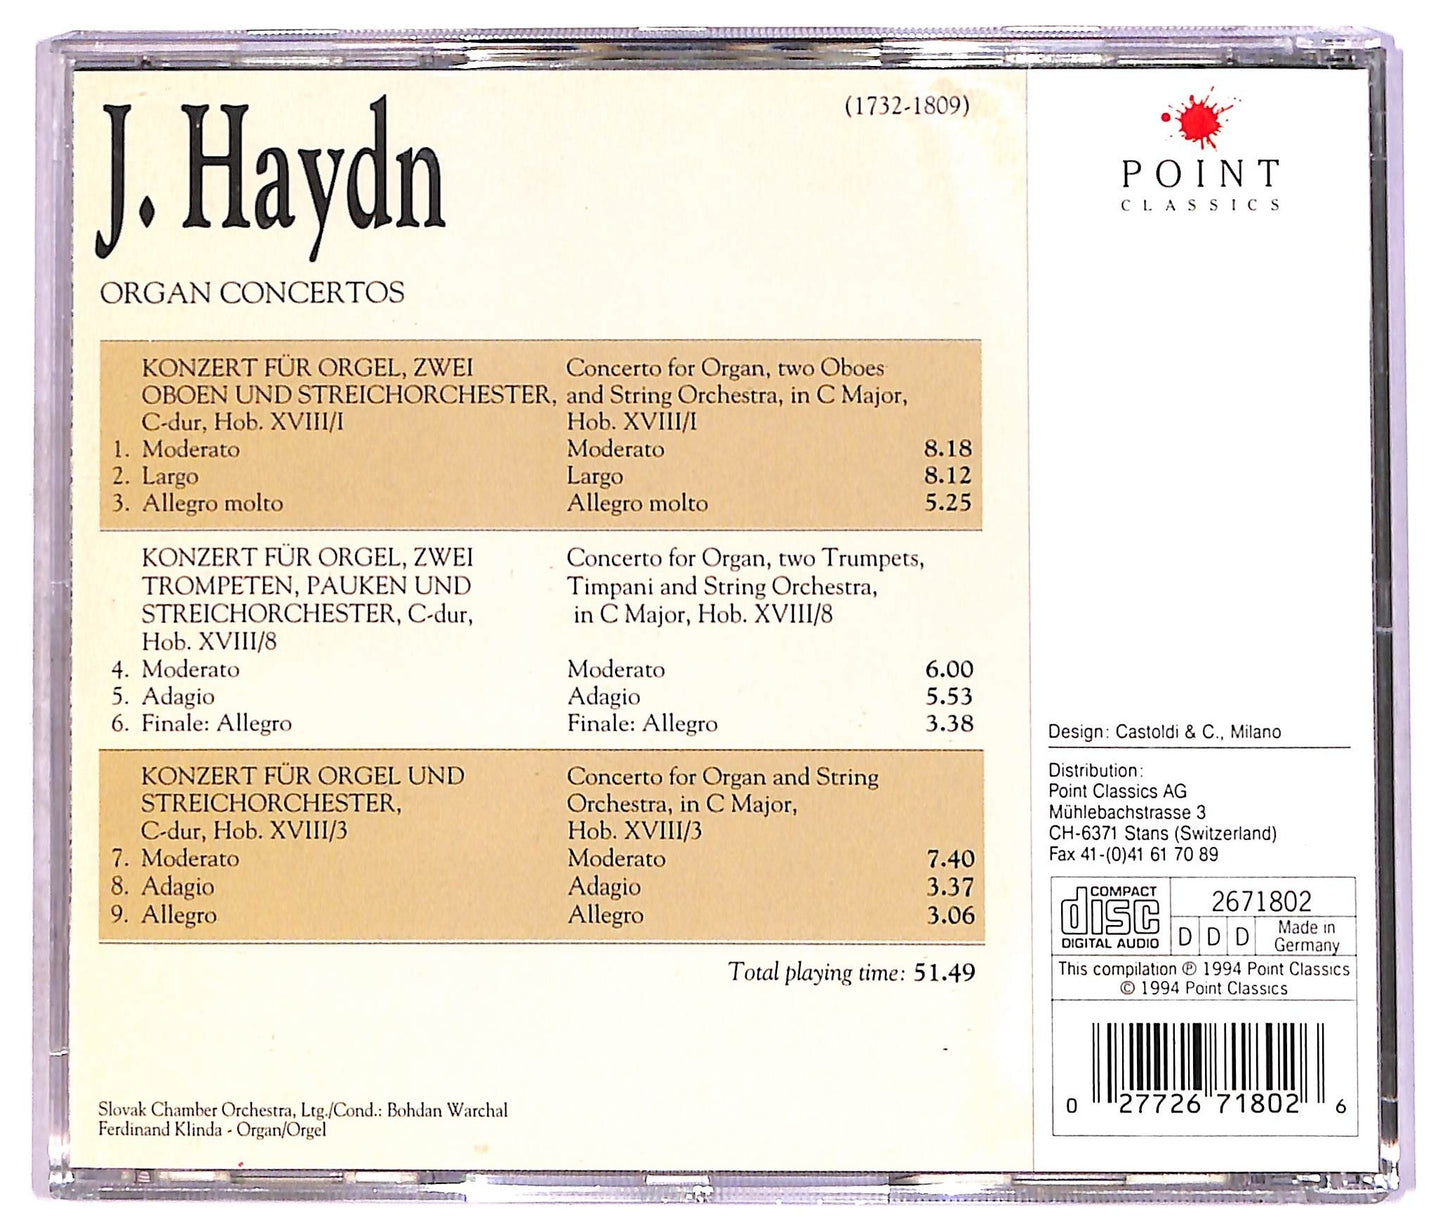 J. Haydn
(1732-1809)
ORGAN CONCERTOS
KONZERT FÜR ORGEL, ZWEI
OBOEN UND STREICHORCHESTER,
C-dur, Hob. XVIII/I
Concerto for Organ, two Oboes
and String Orchestra, in C Major,
Hob. XVIII/I
1. Moderato Moderato 8.18
2. Largo Largo 8.12
3. Allegro molto Allegro molto 5.25
KONZERT FÜR ORGEL, ZWEI
TROMPETEN, PAUKEN UND
STREICHORCHESTER, C-dur,
Hob. XVIII/8
Concerto for Organ, two Trumpets,
Timpani and String Orchestra,
in C Major, Hob. XVIII/8
4. Moderato Moderato 6.00
5. Adagio Adagio 5.53
6. Finale: Allegro Finale: Allegro 3.38
KONZERT FÜR ORGEL UND
STREICHORCHESTER,
C-dur, Hob. XVIII/3
Concerto for Organ and String
Orchestra, in C Major,
Hob. XVIII/3
7. Moderato Moderato 7.40
8. Adagio Adagio 3.37
9. Allegro Allegro 3.06
Total playing time: 51.49
Slovak Chamber Orchestra, Ltg./Cond.: Bohdan Warchal
Ferdinand Klinda - Organ/Orgel
POINT
CLASSICS
Design: Castoldi & C., Milano
Distribution:
Point Classics AG
Mühlebachstrasse 3
CH-6371 Stans (Switzerland)
Fax 41-(0)41 61 70 89
COMPACT
disc
DIGITAL AUDIO
2671802
D D D
Made in
Germany
This compilation ℗ 1994 Point Classics
© 1994 Point Classics
0 27726 71802 6